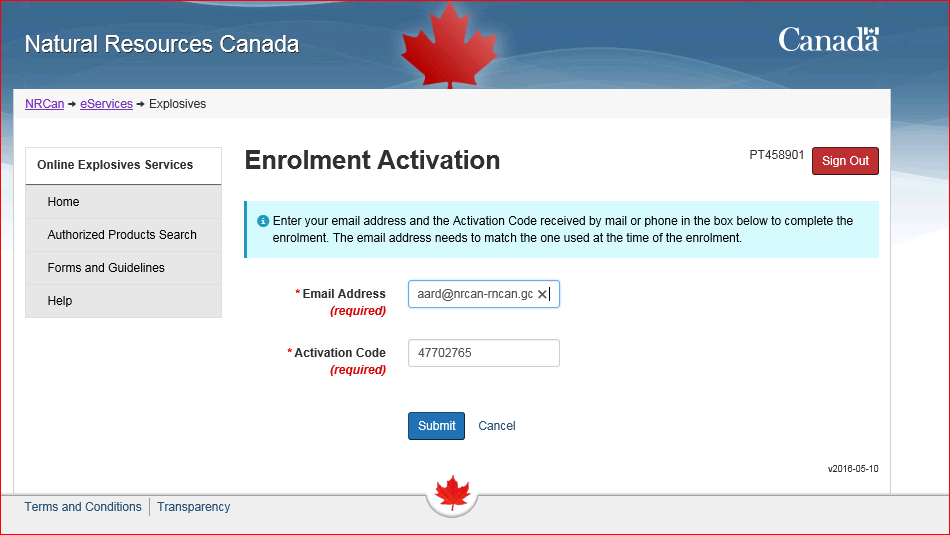 Natural Resources Canada
Canada
NRCan ➔ eServices ➔ Explosives
Online Explosives Services
Home
Authorized Products Search
Forms and Guidelines
Help
Enrolment Activation
PT458901
Sign Out
Enter your email address and the Activation Code received by mail or phone in the box below to complete the
enrolment. The email address needs to match the one used at the time of the enrolment.
* Email Address
(required)
aard@nrcan-rncan.gc
* Activation Code
(required)
47702765
Submit
Cancel
v2016-05-10
Terms and Conditions
Transparency